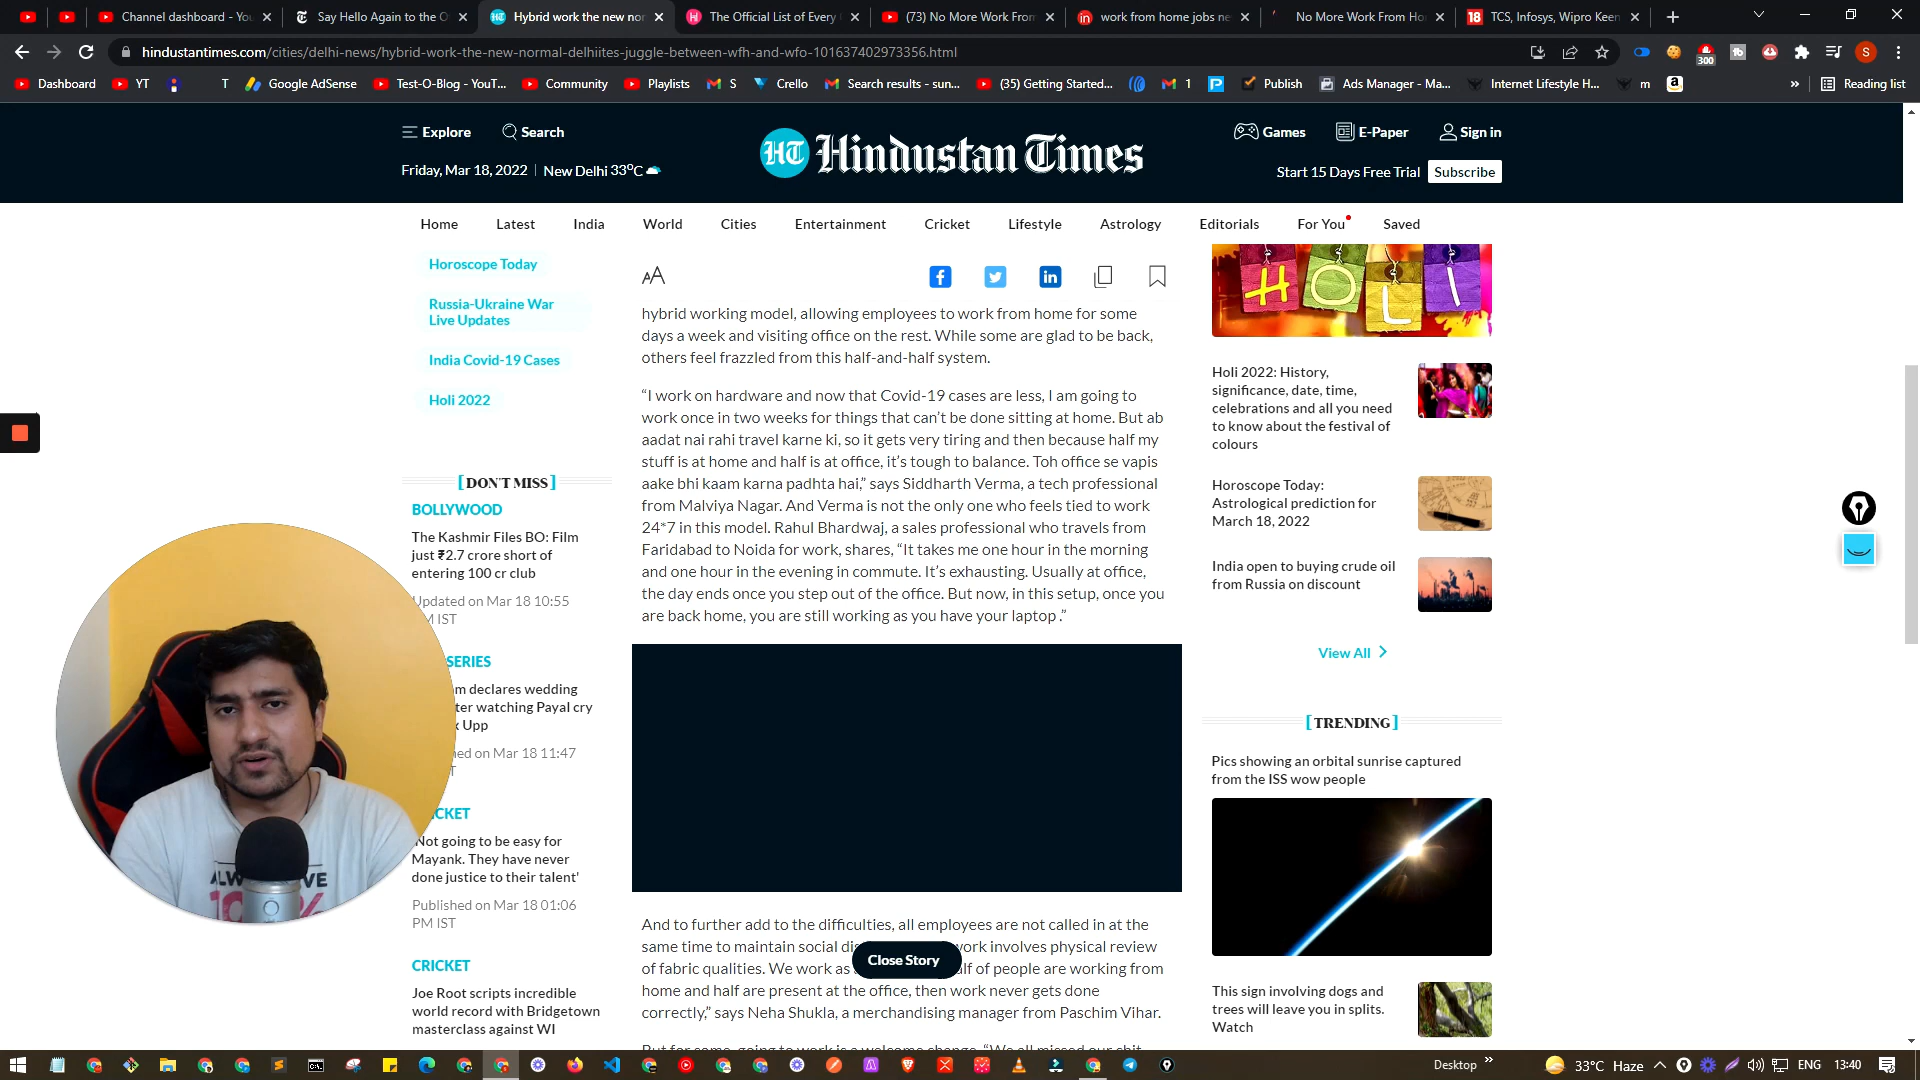 Channel dashboard - You
Say Hello Again to the O
Hybrid work the new nor
The Official List of Every
(73) No More Work From
work from home jobs ne
No More Work From Ho
TCS, Infosys, Wipro Keen
hindustantimes.com/cities/delhi-news/hybrid-work-the-new-normal-delhiites-juggle-between-wfh-and-wfo-101637402973356.html
300
S
Dashboard
YT
T
Google AdSense
Test-O-Blog - YouT...
Community
Playlists
S
Crello
Search results - sun...
(35) Getting Started...
1
Publish
Ads Manager - Ma...
Internet Lifestyle H...
m
Reading list
Explore
Search
HT Hindustan Times
Games
E-Paper
Sign in
Friday, Mar 18, 2022
New Delhi 33°C
Start 15 Days Free Trial
Subscribe
Home
Latest
India
World
Cities
Entertainment
Cricket
Lifestyle
Astrology
Editorials
For You
Saved
Horoscope Today
Russia-Ukraine War
Live Updates
India Covid-19 Cases
Holi 2022
[DON'T MISS]
BOLLYWOOD
The Kashmir Files BO: Film
just ₹2.7 crore short of
entering 100 cr club
Updated on Mar 18 10:55
M IST
SERIES
m declares wedding
ter watching Payal cry
Upp
ed on Mar 18 11:47
T
CKET
'Not going to be easy for
Mayank. They have never
done justice to their talent'
Published on Mar 18 01:06
PM IST
CRICKET
Joe Root scripts incredible
world record with Bridgetown
masterclass against WI
AA
hybrid working model, allowing employees to work from home for some
days a week and visiting office on the rest. While some are glad to be back,
others feel frazzled from this half-and-half system.
“I work on hardware and now that Covid-19 cases are less, I am going to
work once in two weeks for things that can’t be done sitting at home. But ab
aadat nai rahi travel karne ki, so it gets very tiring and then because half my
stuff is at home and half is at office, it’s tough to balance. Toh office se vapis
aake bhi kaam karna padhta hai,” says Siddharth Verma, a tech professional
from Malviya Nagar. And Verma is not the only one who feels tied to work
24*7 in this model. Rahul Bhardwaj, a sales professional who travels from
Faridabad to Noida for work, shares, “It takes me one hour in the morning
and one hour in the evening in commute. It’s exhausting. Usually at office,
the day ends once you step out of the office. But now, in this setup, once you
are back home, you are still working as you have your laptop .”
And to further add to the difficulties, all employees are not called in at the
same time to maintain social di work involves physical review
of fabric qualities. We work as lf of people are working from
home and half are present at the office, then work never gets done
correctly,” says Neha Shukla, a merchandising manager from Paschim Vihar.
Close Story
But for some, going to work is a welcome change. “We all missed our chit
HOLI
Holi 2022: History,
significance, date, time,
celebrations and all you need
to know about the festival of
colours
Horoscope Today:
Astrological prediction for
March 18, 2022
India open to buying crude oil
from Russia on discount
View All
[TRENDING]
Pics showing an orbital sunrise captured
from the ISS wow people
This sign involving dogs and
trees will leave you in splits.
Watch
Desktop
33°C Haze
ENG
13:40